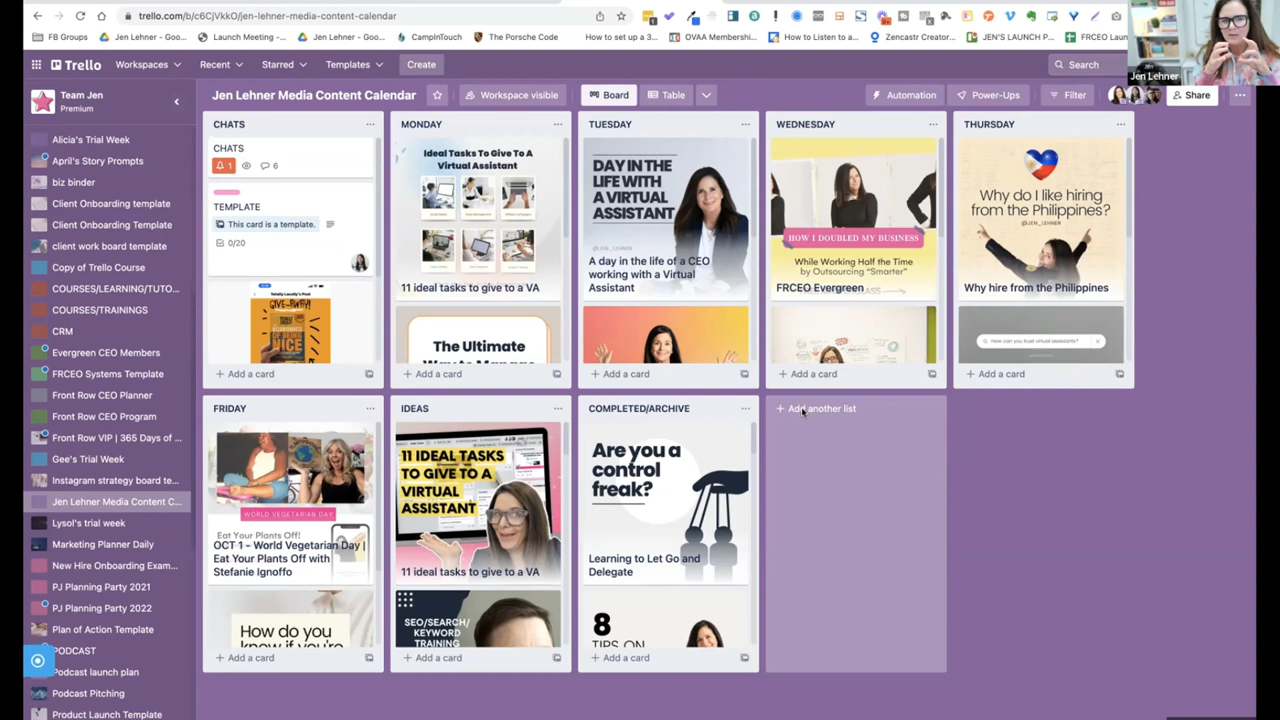 trello.com/b/c6CjVkkO/jen-lehner-media-content-calendar
FB Groups
Jen Lehner - Goo...
Launch Meeting -...
Jen Lehner - Goo...
CampInTouch
The Porsche Code
How to set up a 3...
OVAA Membership...
How to Listen to a...
Zencastr Creator...
JEN'S LAUNCH P...
FRCEO Launch
Jen Lehner
Trello
Workspaces
Recent
Starred
Templates
Create
Search
Team Jen
Premium
Jen Lehner Media Content Calendar
Workspace visible
Board
Table
Automation
Power-Ups
Filter
Share
Alicia's Trial Week
April's Story Prompts
biz binder
Client Onboarding template
Client Onboarding Template
client work board template
Copy of Trello Course
COURSES/LEARNING/TUTO...
COURSES/TRAININGS
CRM
Evergreen CEO Members
FRCEO Systems Template
Front Row CEO Planner
Front Row CEO Program
Front Row VIP | 365 Days of ...
Gee's Trial Week
Instagram strategy board te...
Jen Lehner Media Content C...
Lysol's trial week
Marketing Planner Daily
New Hire Onboarding Exam...
PJ Planning Party 2021
PJ Planning Party 2022
Plan of Action Template
PODCAST
Podcast launch plan
Podcast Pitching
Product Launch Template
CHATS
CHATS
1
6
TEMPLATE
This card is a template.
0/20
GIVE-AWAY!
+ Add a card
MONDAY
Ideal Tasks To Give To A
Virtual Assistant
11 ideal tasks to give to a VA
The Ultimate
+ Add a card
TUESDAY
DAY IN THE
LIFE WITH
A VIRTUAL
ASSISTANT
@JEN_LEHNER
A day in the life of a CEO
working with a Virtual
Assistant
+ Add a card
WEDNESDAY
HOW I DOUBLED MY BUSINESS
While Working Half the Time
by Outsourcing "Smarter"
FRCEO Evergreen
+ Add a card
THURSDAY
Why do I like hiring
from the Philippines?
@JEN_LEHNER
Why hire from the Philippines
How can you trust virtual assistants?
+ Add a card
FRIDAY
WORLD VEGETARIAN DAY
Eat Your Plants Off!
OCT 1 - World Vegetarian Day |
Eat Your Plants Off with
Stefanie Ignoffo
How do you
know if you're
+ Add a card
IDEAS
11 IDEAL TASKS
TO GIVE TO A
VIRTUAL
ASSISTANT
11 ideal tasks to give to a VA
SEO/SEARCH/
KEYWORD
TRAINING
+ Add a card
COMPLETED/ARCHIVE
Are you a
control
freak?
Learning to Let Go and
Delegate
8
TIPS ON
+ Add a card
+ Add another list